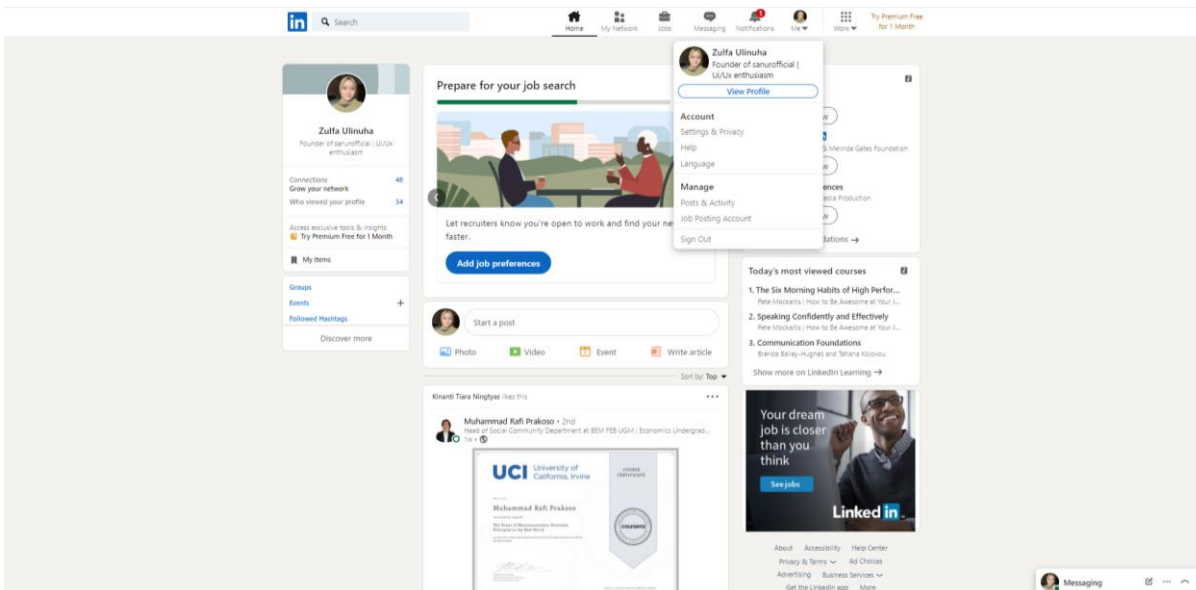 in
Search
Home
My Network
Jobs
Messaging
Notifications
1
Me
Work
Try Premium Free
for 1 Month
Zulfa Ulinuha
Founder of sanurofficial | UI/Ux
enthusiasm
Connections 48
Grow your network
Who viewed your profile 34
Access exclusive tools & insights
Try Premium Free for 1 Month
My items
Groups
Events +
Followed Hashtags
Discover more
Prepare for your job search
Let recruiters know you're open to work and find your
faster.
Add job preferences
Start a post
Photo
Video
Event
Write article
Sort by: Top
Kinanti Tiara Ningtyas likes this
Muhammad Rafi Prakoso • 2nd
Head of Social Community Department at BEM FEB UGM | Economics Undergrad...
1w •
UCI University of
California, Irvine
COURSE
CERTIFICATE
Muhammad Rafi Prakoso
coursera
Zulfa Ulinuha
Founder of sanurofficial |
Ui/Ux enthusiasm
View Profile
Account
Settings & Privacy
Help
Language
Manage
Posts & Activity
Job Posting Account
Sign Out
& Melinda Gates Foundation
Production
Today's most viewed courses
1. The Six Morning Habits of High Perfor...
Pete Mockaitis | How to Be Awesome at Your J...
2. Speaking Confidently and Effectively
Pete Mockaitis | How to Be Awesome at Your J...
3. Communication Foundations
Brenda Bailey-Hughes and Tatiana Kolovou
Show more on LinkedIn Learning →
Your dream
job is closer
than you
think
See jobs
Linked in
About Accessibility Help Center
Privacy & Terms Ad Choices
Advertising Business Services
Get the LinkedIn app More
Messaging